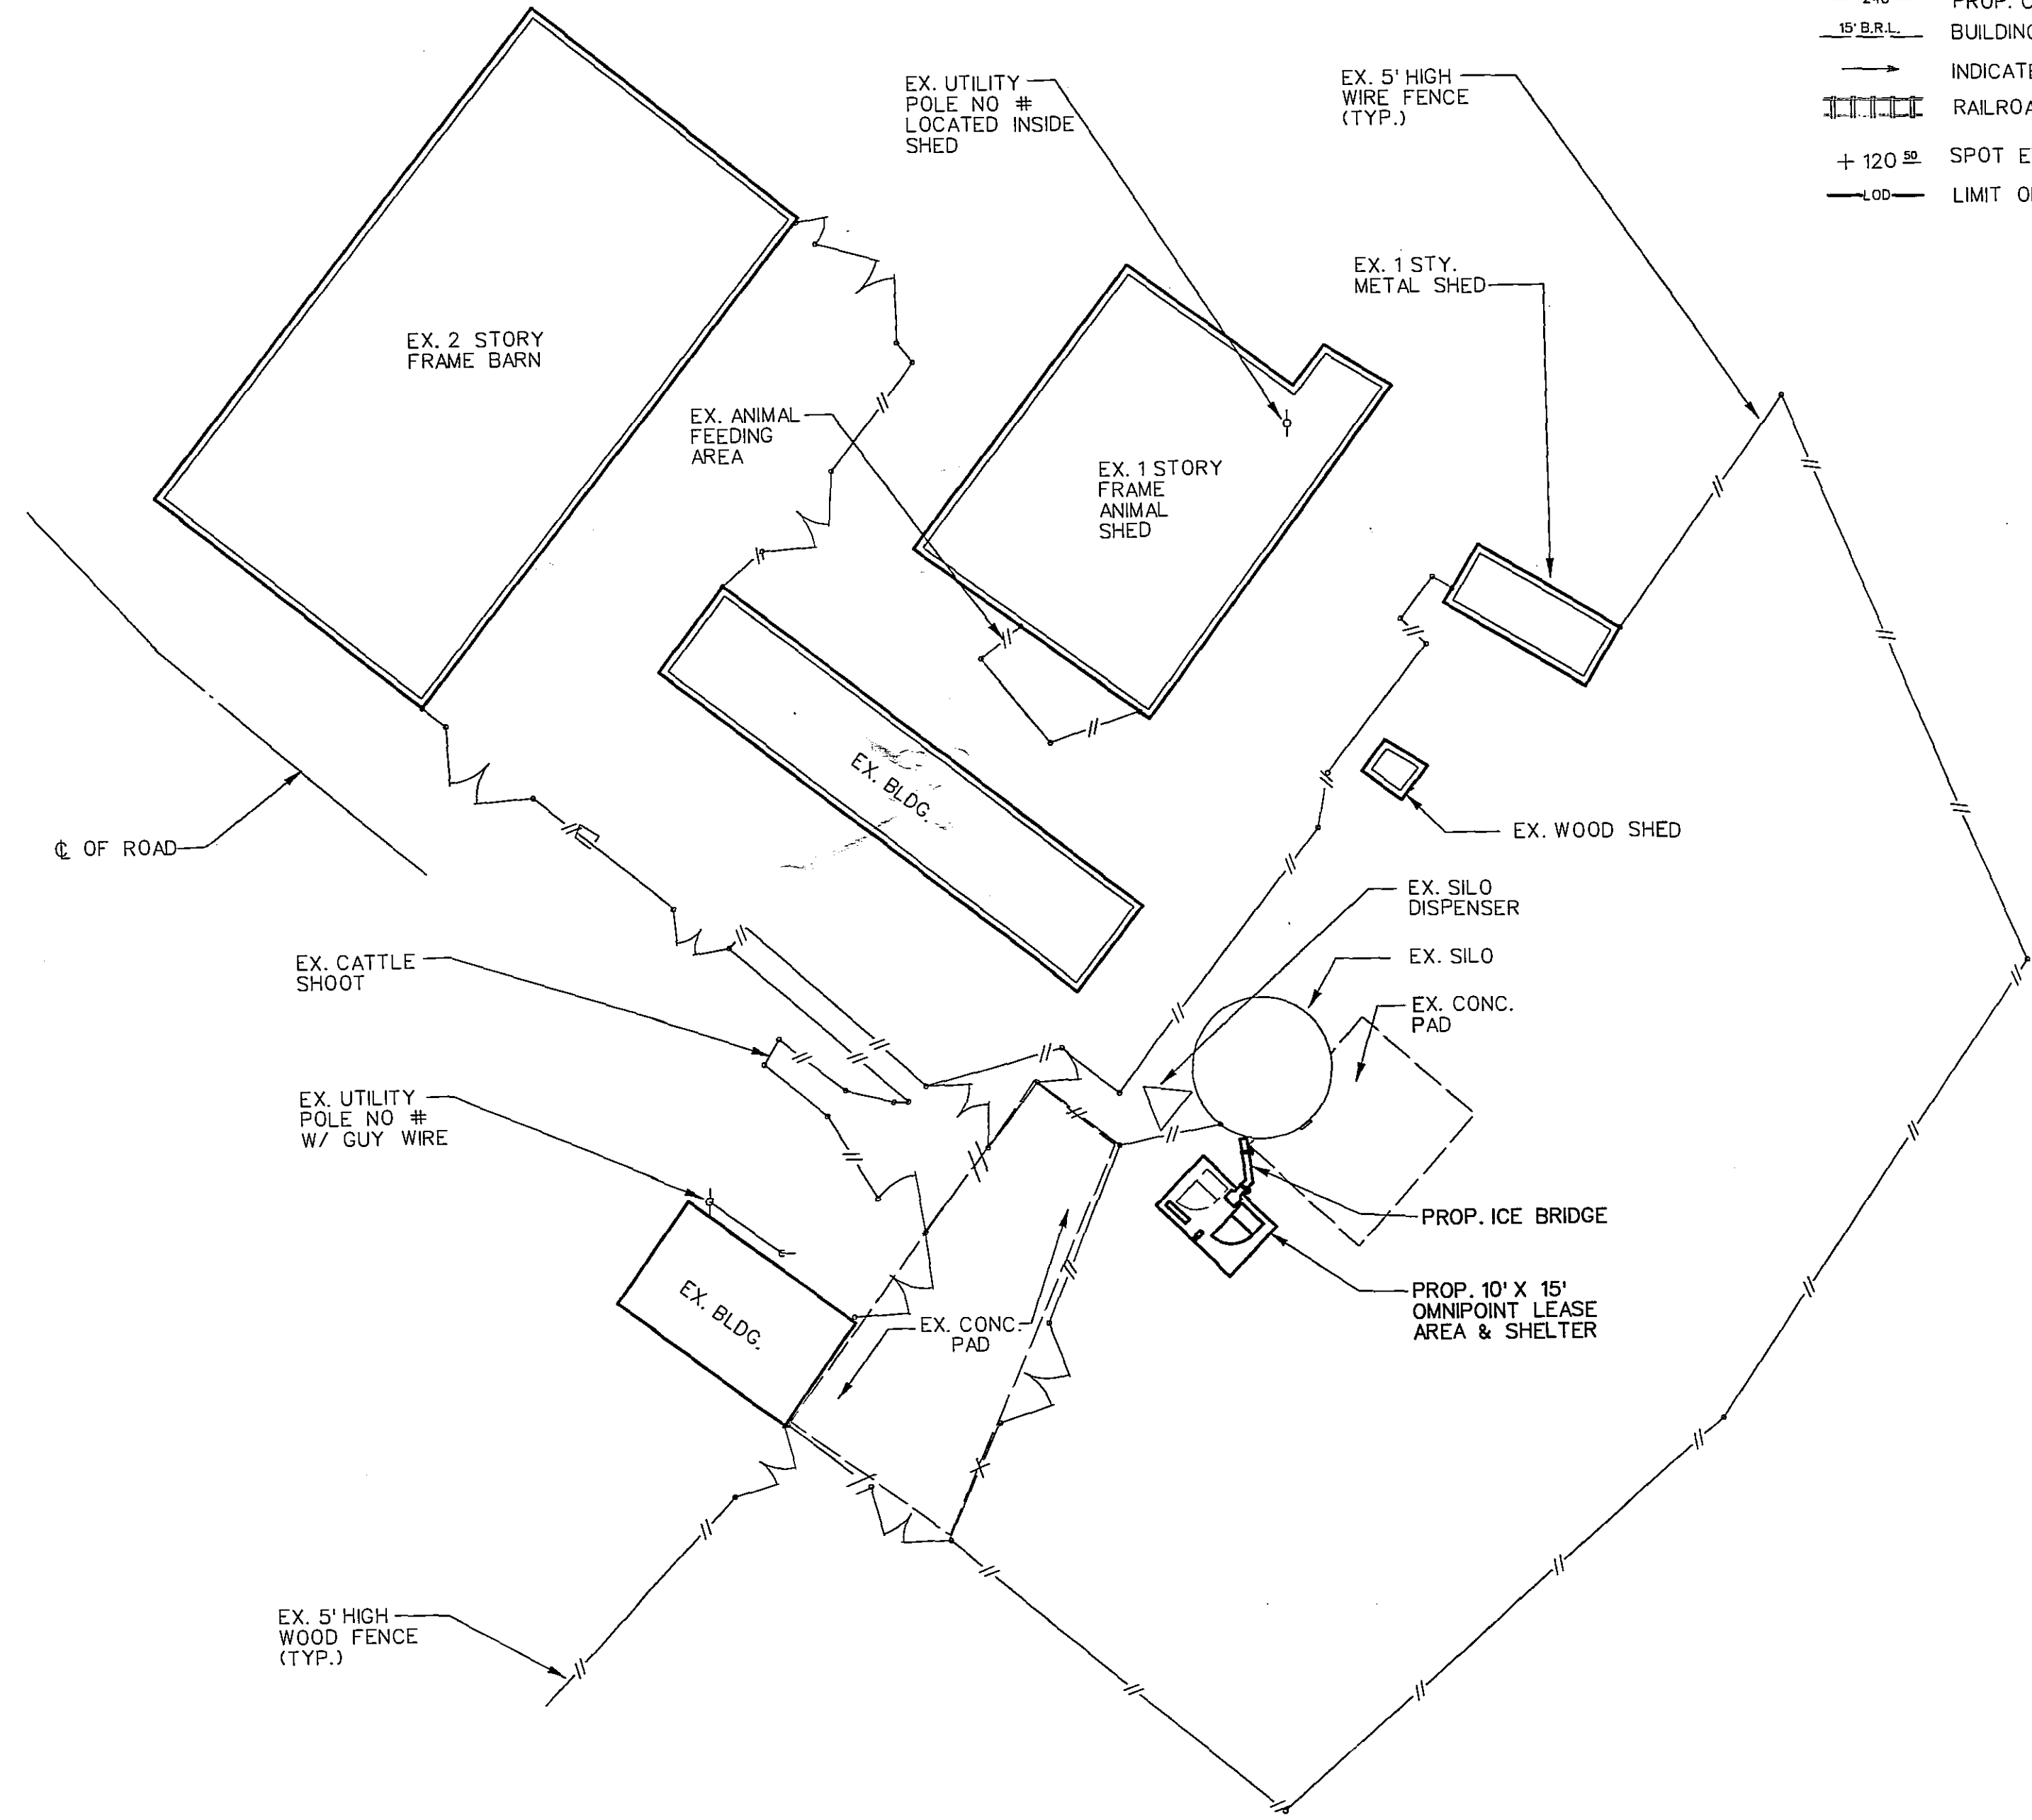 PROP. C
15' B.R.L.
BUILDING
INDICATE
RAILROA
+ 120 50
SPOT E
LOD
LIMIT O
EX. UTILITY
POLE NO #
LOCATED INSIDE
SHED
EX. 5' HIGH
WIRE FENCE
(TYP.)
EX. 1 STY.
METAL SHED
EX. 2 STORY
FRAME BARN
EX. ANIMAL
FEEDING
AREA
EX. 1 STORY
FRAME
ANIMAL
SHED
EX. BLDG.
℄ OF ROAD
EX. WOOD SHED
EX. SILO
DISPENSER
EX. CATTLE
SHOOT
EX. SILO
EX. CONC.
PAD
EX. UTILITY
POLE NO #
W/ GUY WIRE
PROP. ICE BRIDGE
EX. BLDG.
EX. CONC.
PAD
PROP. 10' X 15'
OMNIPOINT LEASE
AREA & SHELTER
EX. 5' HIGH
WOOD FENCE
(TYP.)